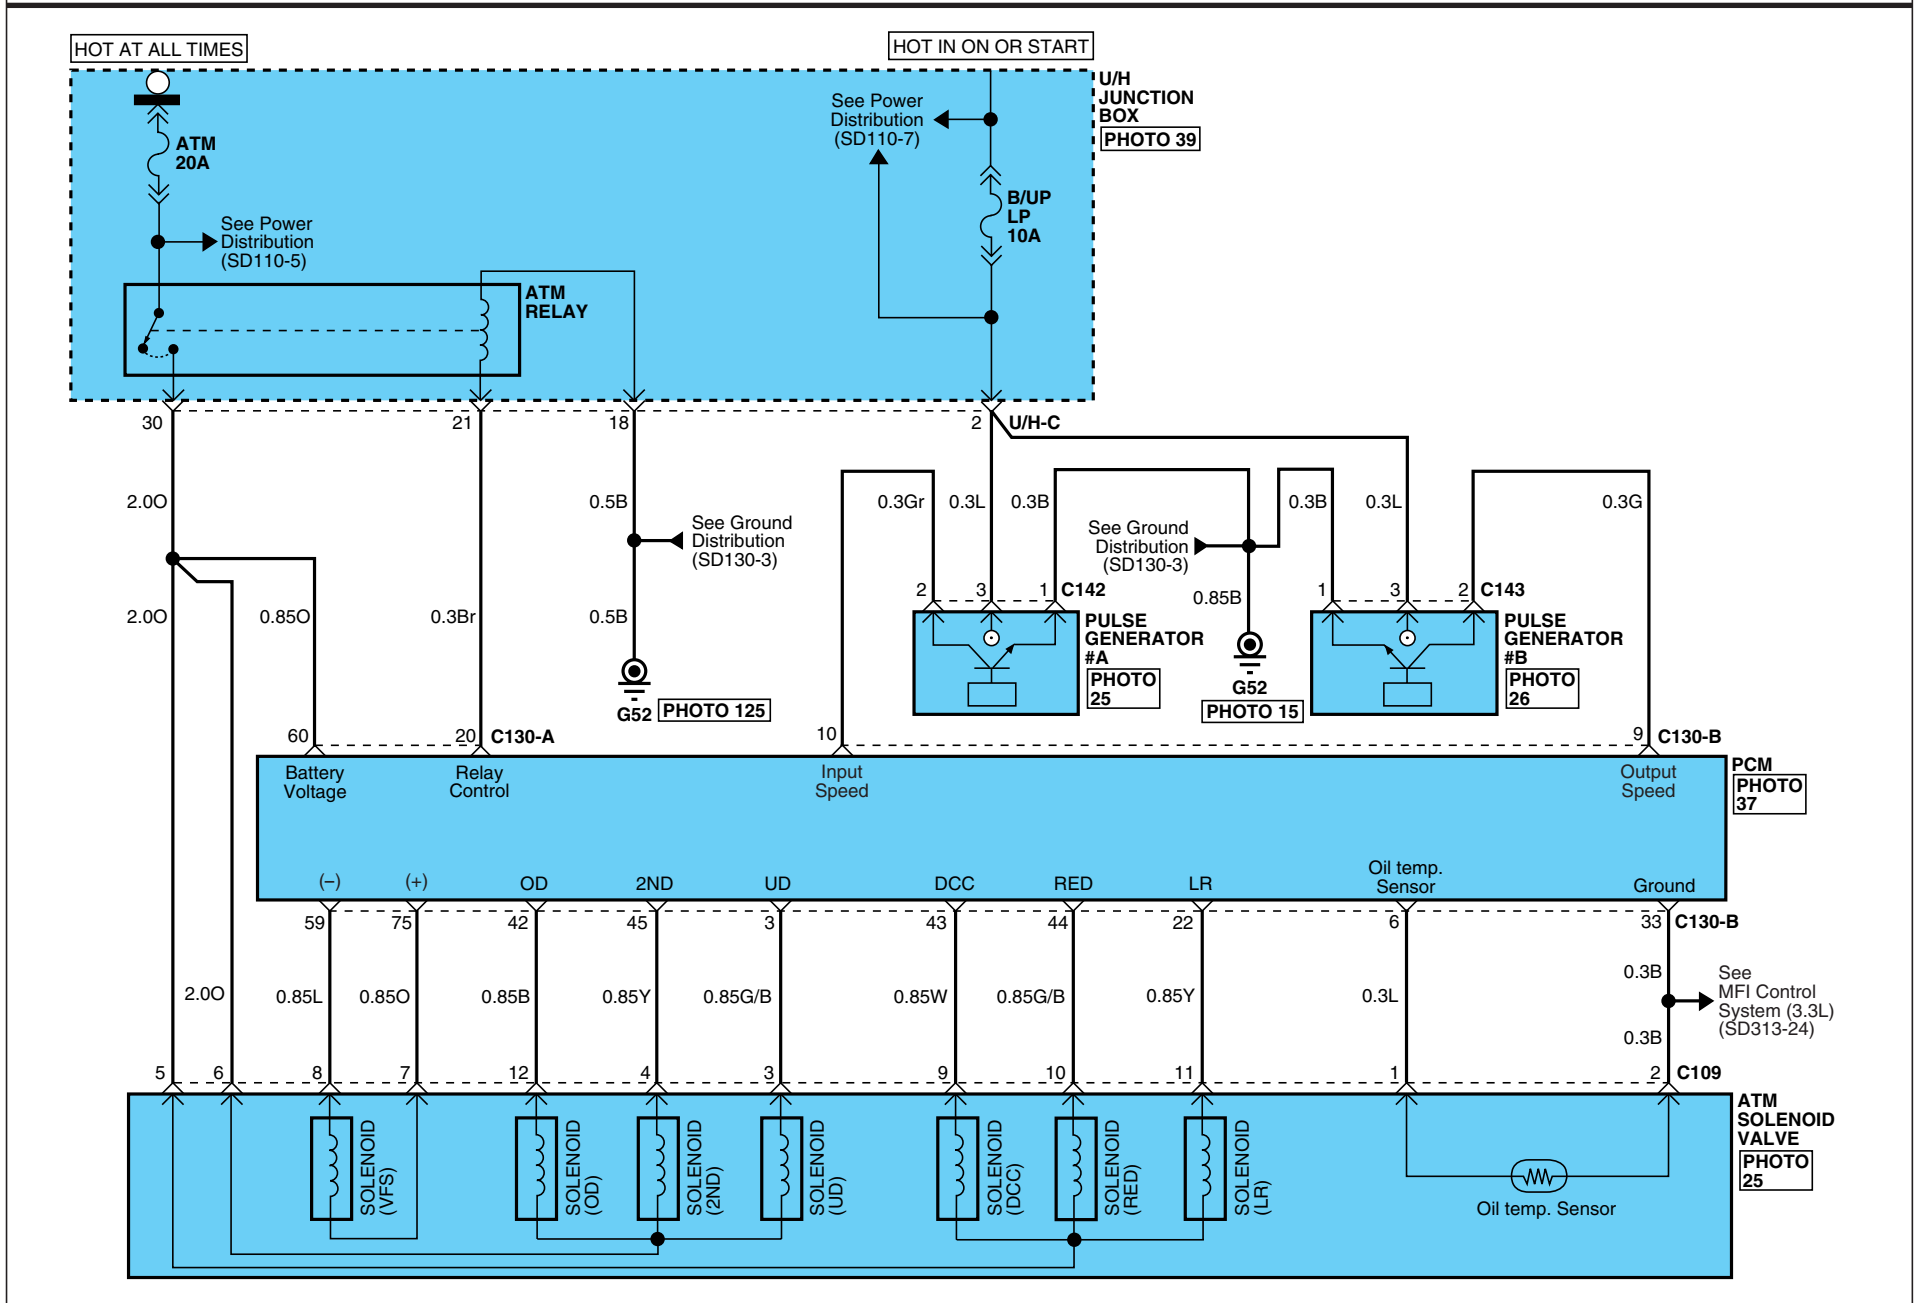 HOT AT ALL TIMES
HOT IN ON OR START
U/H
JUNCTION
BOX
PHOTO 39
ATM
20A
See Power
Distribution
(SD110-7)
See Power
Distribution
(SD110-5)
B/UP
LP
10A
ATM
RELAY
30
21
18
2
U/H-C
2.0O
0.5B
0.3Gr
0.3L
0.3B
0.3B
0.3L
0.3G
See Ground
Distribution
(SD130-3)
See Ground
Distribution
(SD130-3)
2.0O
0.85O
0.3Br
0.5B
2
3
1
C142
0.85B
1
3
2
C143
PULSE
GENERATOR
#A
PHOTO
25
PULSE
GENERATOR
#B
PHOTO
26
G52
PHOTO 125
G52
PHOTO 15
60
20
C130-A
10
9
C130-B
Battery
Voltage
Relay
Control
Input
Speed
Output
Speed
PCM
PHOTO
37
(–)
(+)
OD
2ND
UD
DCC
RED
LR
Oil temp.
Sensor
Ground
59
75
42
45
3
43
44
22
6
33
C130-B
2.0O
0.85L
0.85O
0.85B
0.85Y
0.85G/B
0.85W
0.85G/B
0.85Y
0.3L
0.3B
See
MFI Control
System (3.3L)
(SD313-24)
0.3B
5
6
8
7
12
4
3
9
10
11
1
2
C109
ATM
SOLENOID
VALVE
PHOTO
25
SOLENOID
(VFS)
SOLENOID
(OD)
SOLENOID
(2ND)
SOLENOID
(UD)
SOLENOID
(DCC)
SOLENOID
(RED)
SOLENOID
(LR)
Oil temp. Sensor